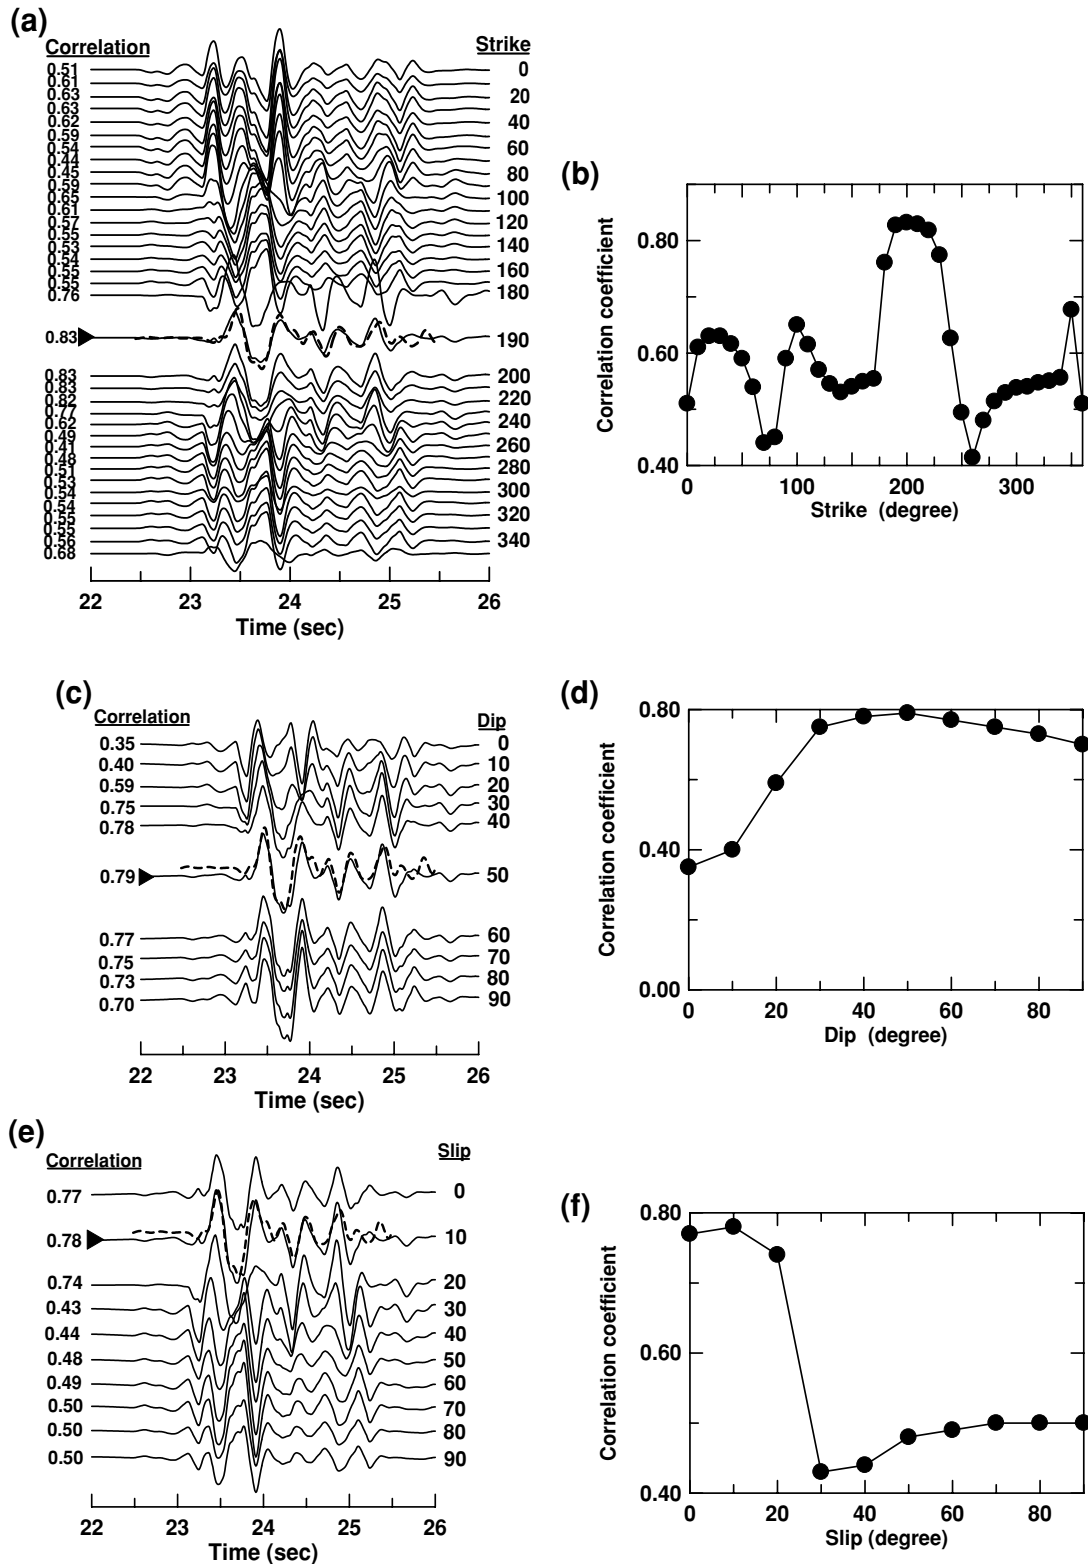 (a)
Correlation Strike
0.51 0
0.61
0.63 20
0.63
0.62 40
0.59
0.54 60
0.44
0.45 80
0.59
0.65 100
0.61
0.57 120
0.55
0.53 140
0.54
0.55 160
0.55
0.76 180
0.83 190
0.83 200
0.83
0.82 220
0.77
0.62 240
0.49
0.41 260
0.48
0.51 280
0.53
0.54 300
0.54
0.55 320
0.55
0.56 340
0.68
22 23 24 25 26
Time (sec)
(b)
Correlation coefficient
0.80
0.60
0.40
0 100 200 300
Strike (degree)
(c)
Correlation Dip
0.35 0
0.40 10
0.59 20
0.75 30
0.78 40
0.79 50
0.77 60
0.75 70
0.73 80
0.70 90
22 23 24 25 26
Time (sec)
(d)
Correlation coefficient
0.80
0.40
0.00
0 20 40 60 80
Dip (degree)
(e)
Correlation Slip
0.77 0
0.78 10
0.74 20
0.43 30
0.44 40
0.48 50
0.49 60
0.50 70
0.50 80
0.50 90
22 23 24 25 26
Time (sec)
(f)
Correlation coefficient
0.80
0.60
0.40
0 20 40 60 80
Slip (degree)